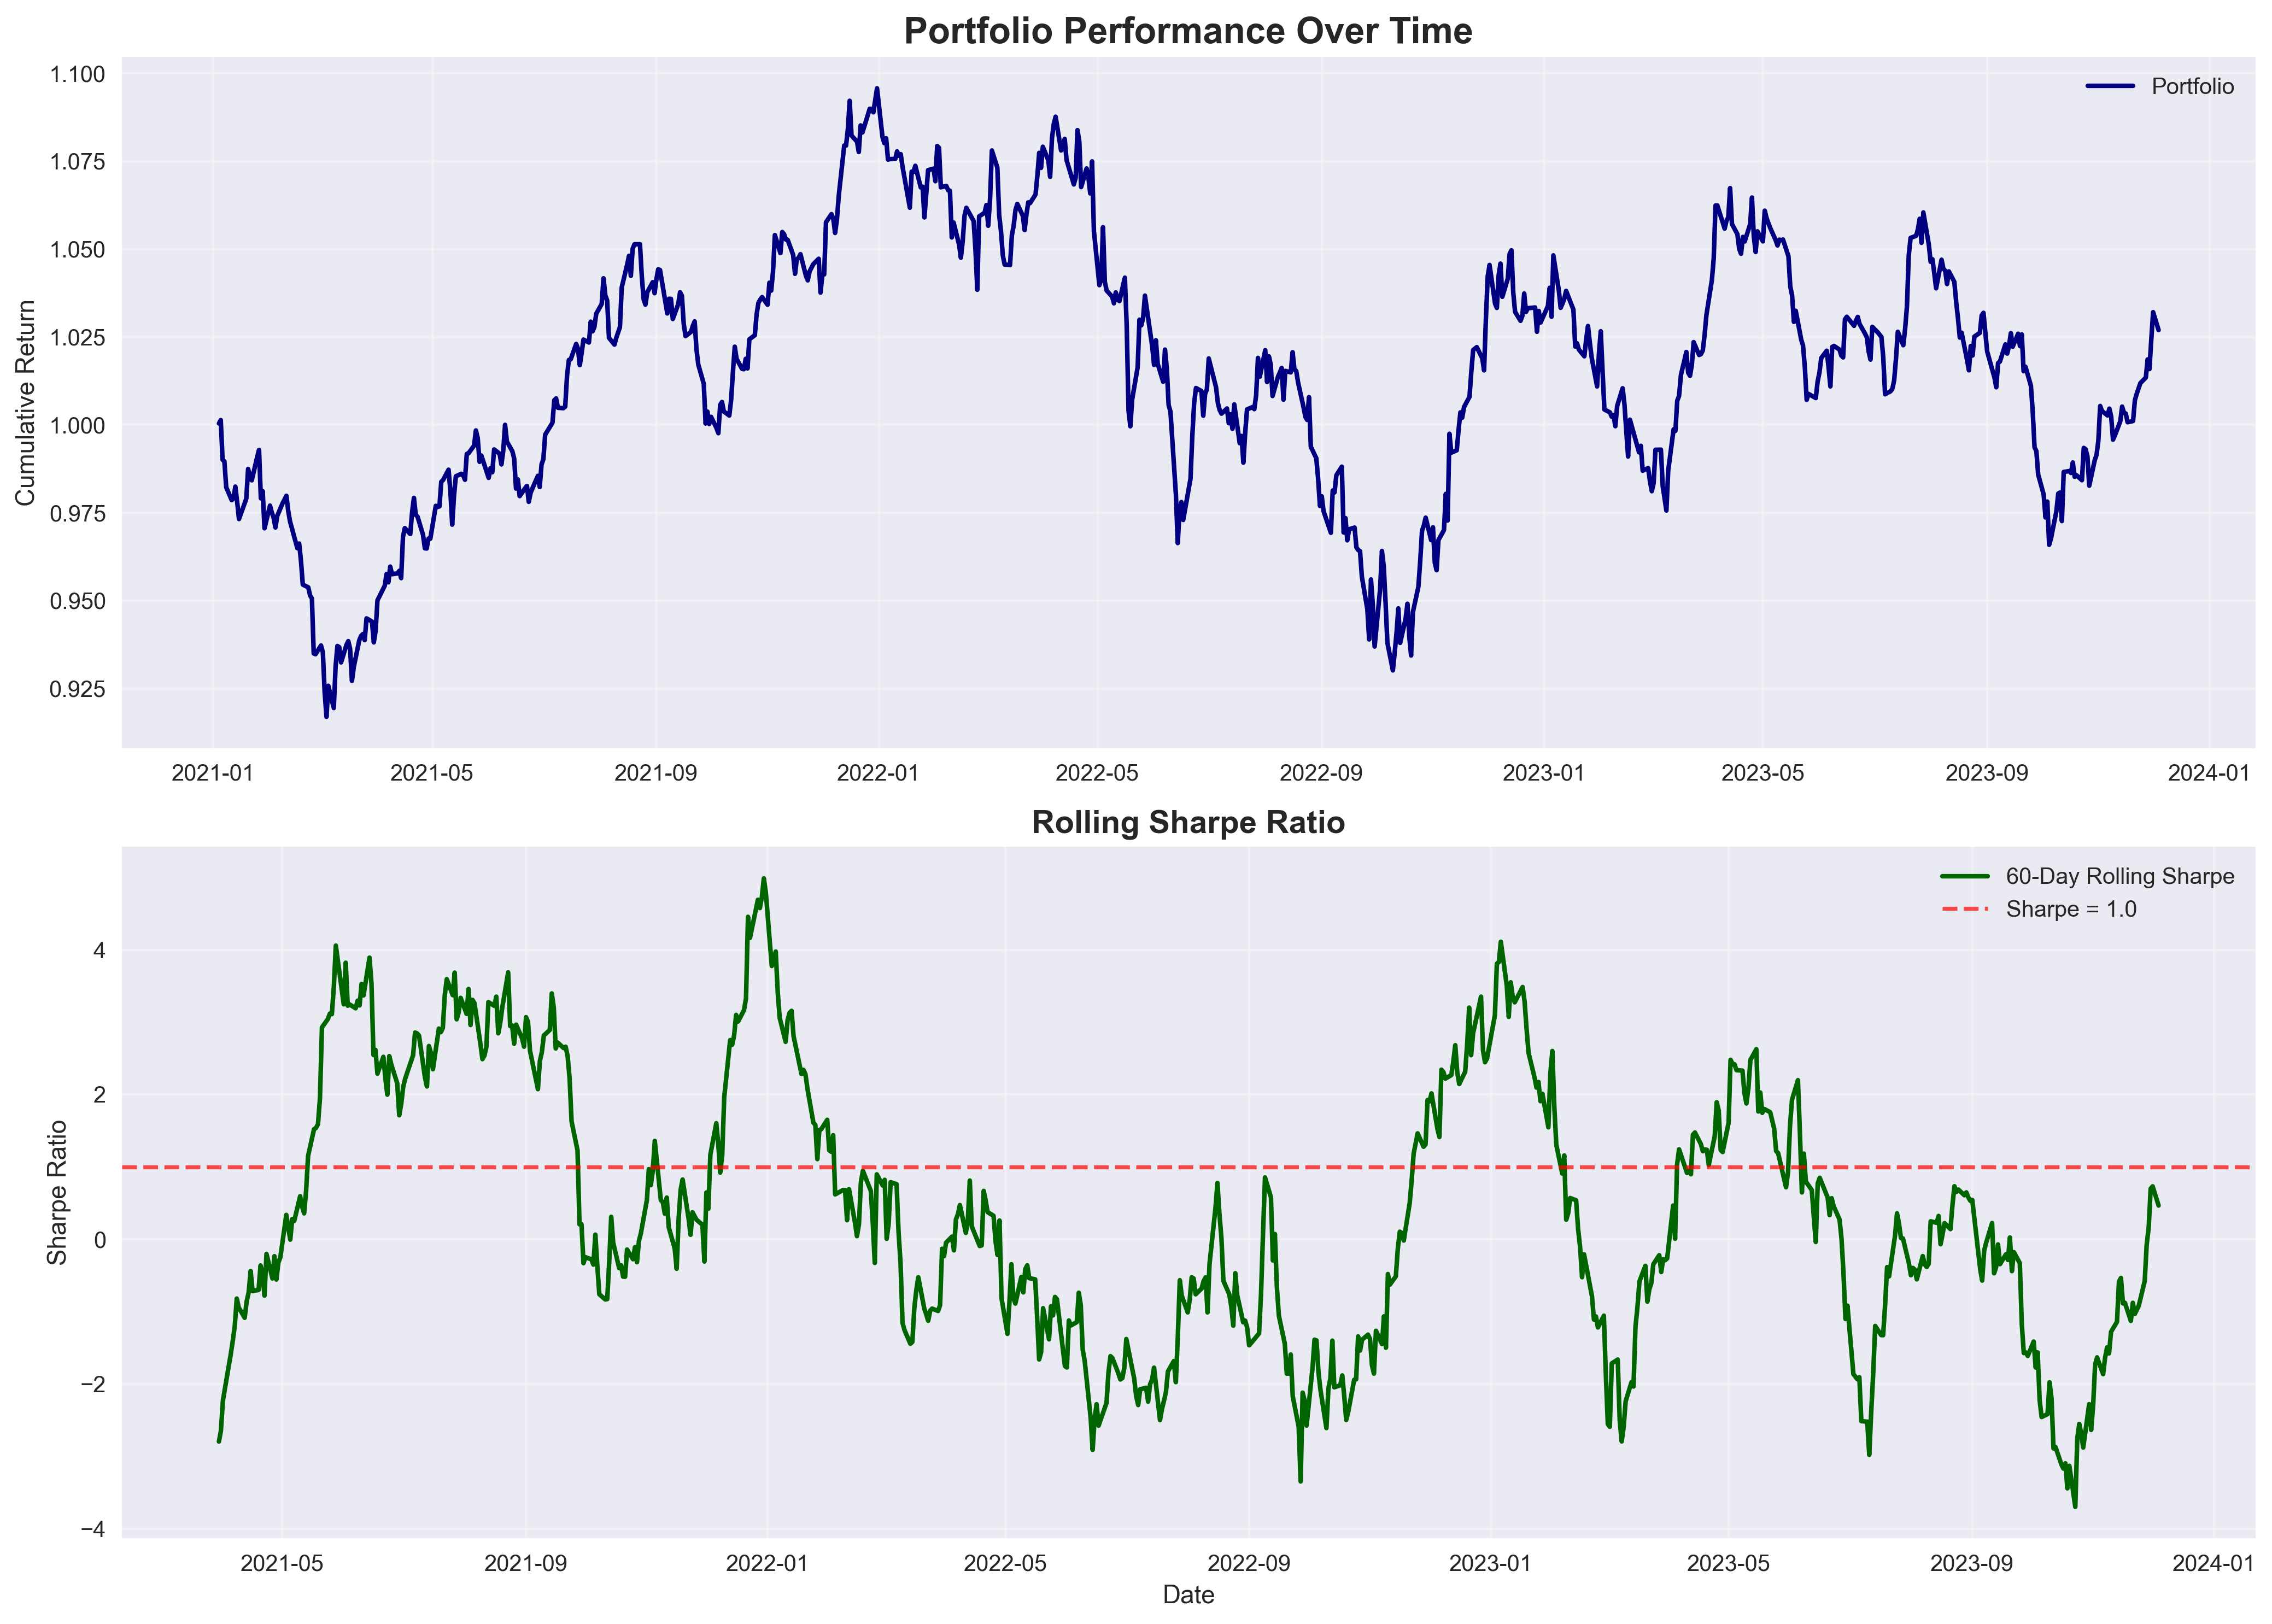 Portfolio Performance Over Time
Portfolio
Cumulative Return
1.100
1.075
1.050
1.025
1.000
0.975
0.950
0.925
2021-01 2021-05 2021-09 2022-01 2022-05 2022-09 2023-01 2023-05 2023-09 2024-01
Rolling Sharpe Ratio
60-Day Rolling Sharpe
Sharpe = 1.0
Sharpe Ratio
4
2
0
−2
−4
2021-05 2021-09 2022-01 2022-05 2022-09 2023-01 2023-05 2023-09 2024-01
Date